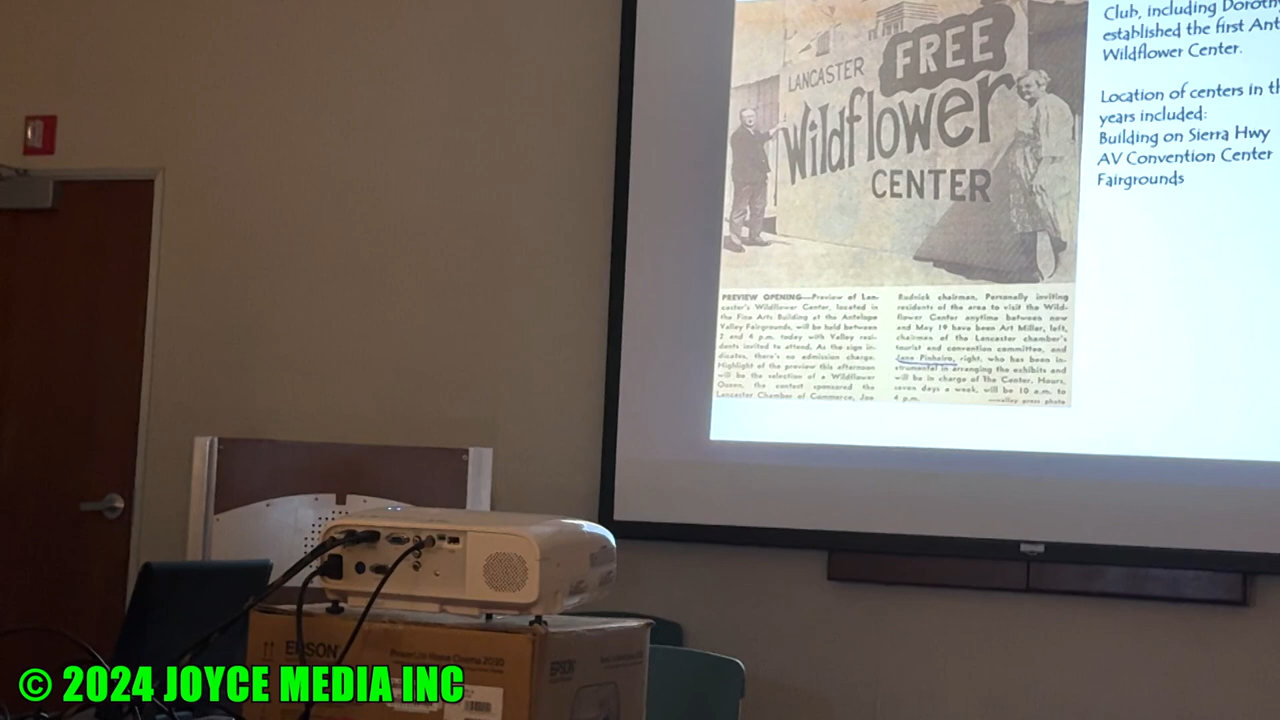 Club, including Dorothy
established the first Ant
Wildflower Center.
Location of centers in th
years included:
Building on Sierra Hwy
AV Convention Center
Fairgrounds
LANCASTER
FREE
Wildflower
CENTER
PREVIEW OPENING—Preview of Lan-
caster's Wildflower Center, located in
the Fine Arts Building at the Antelope
Valley Fairgrounds, will be held between
2 and 4 p.m. today with Valley resi-
dents invited to attend. As the sign in-
dicates, there's no admission charge.
Highlight of the preview this afternoon
will be the selection of a Wildflower
Queen, the contest sponsored the
Lancaster Chamber of Commerce, Joe
Rudnick chairman. Personally inviting
residents of the area to visit the Wild-
flower Center anytime between now
and May 19 have been Art Miller, left,
chairman of the Lancaster chamber's
tourist and convention committee, and
Jane Pinheiro, right, who has been in-
strumental in arranging the exhibits and
will be in charge of the Center. Hours,
seven days a week, will be 10 a.m. to
4 p.m.
—valley press photo
EPSON
PowerLite Home Cinema 2030
EPSON
© 2024 JOYCE MEDIA INC